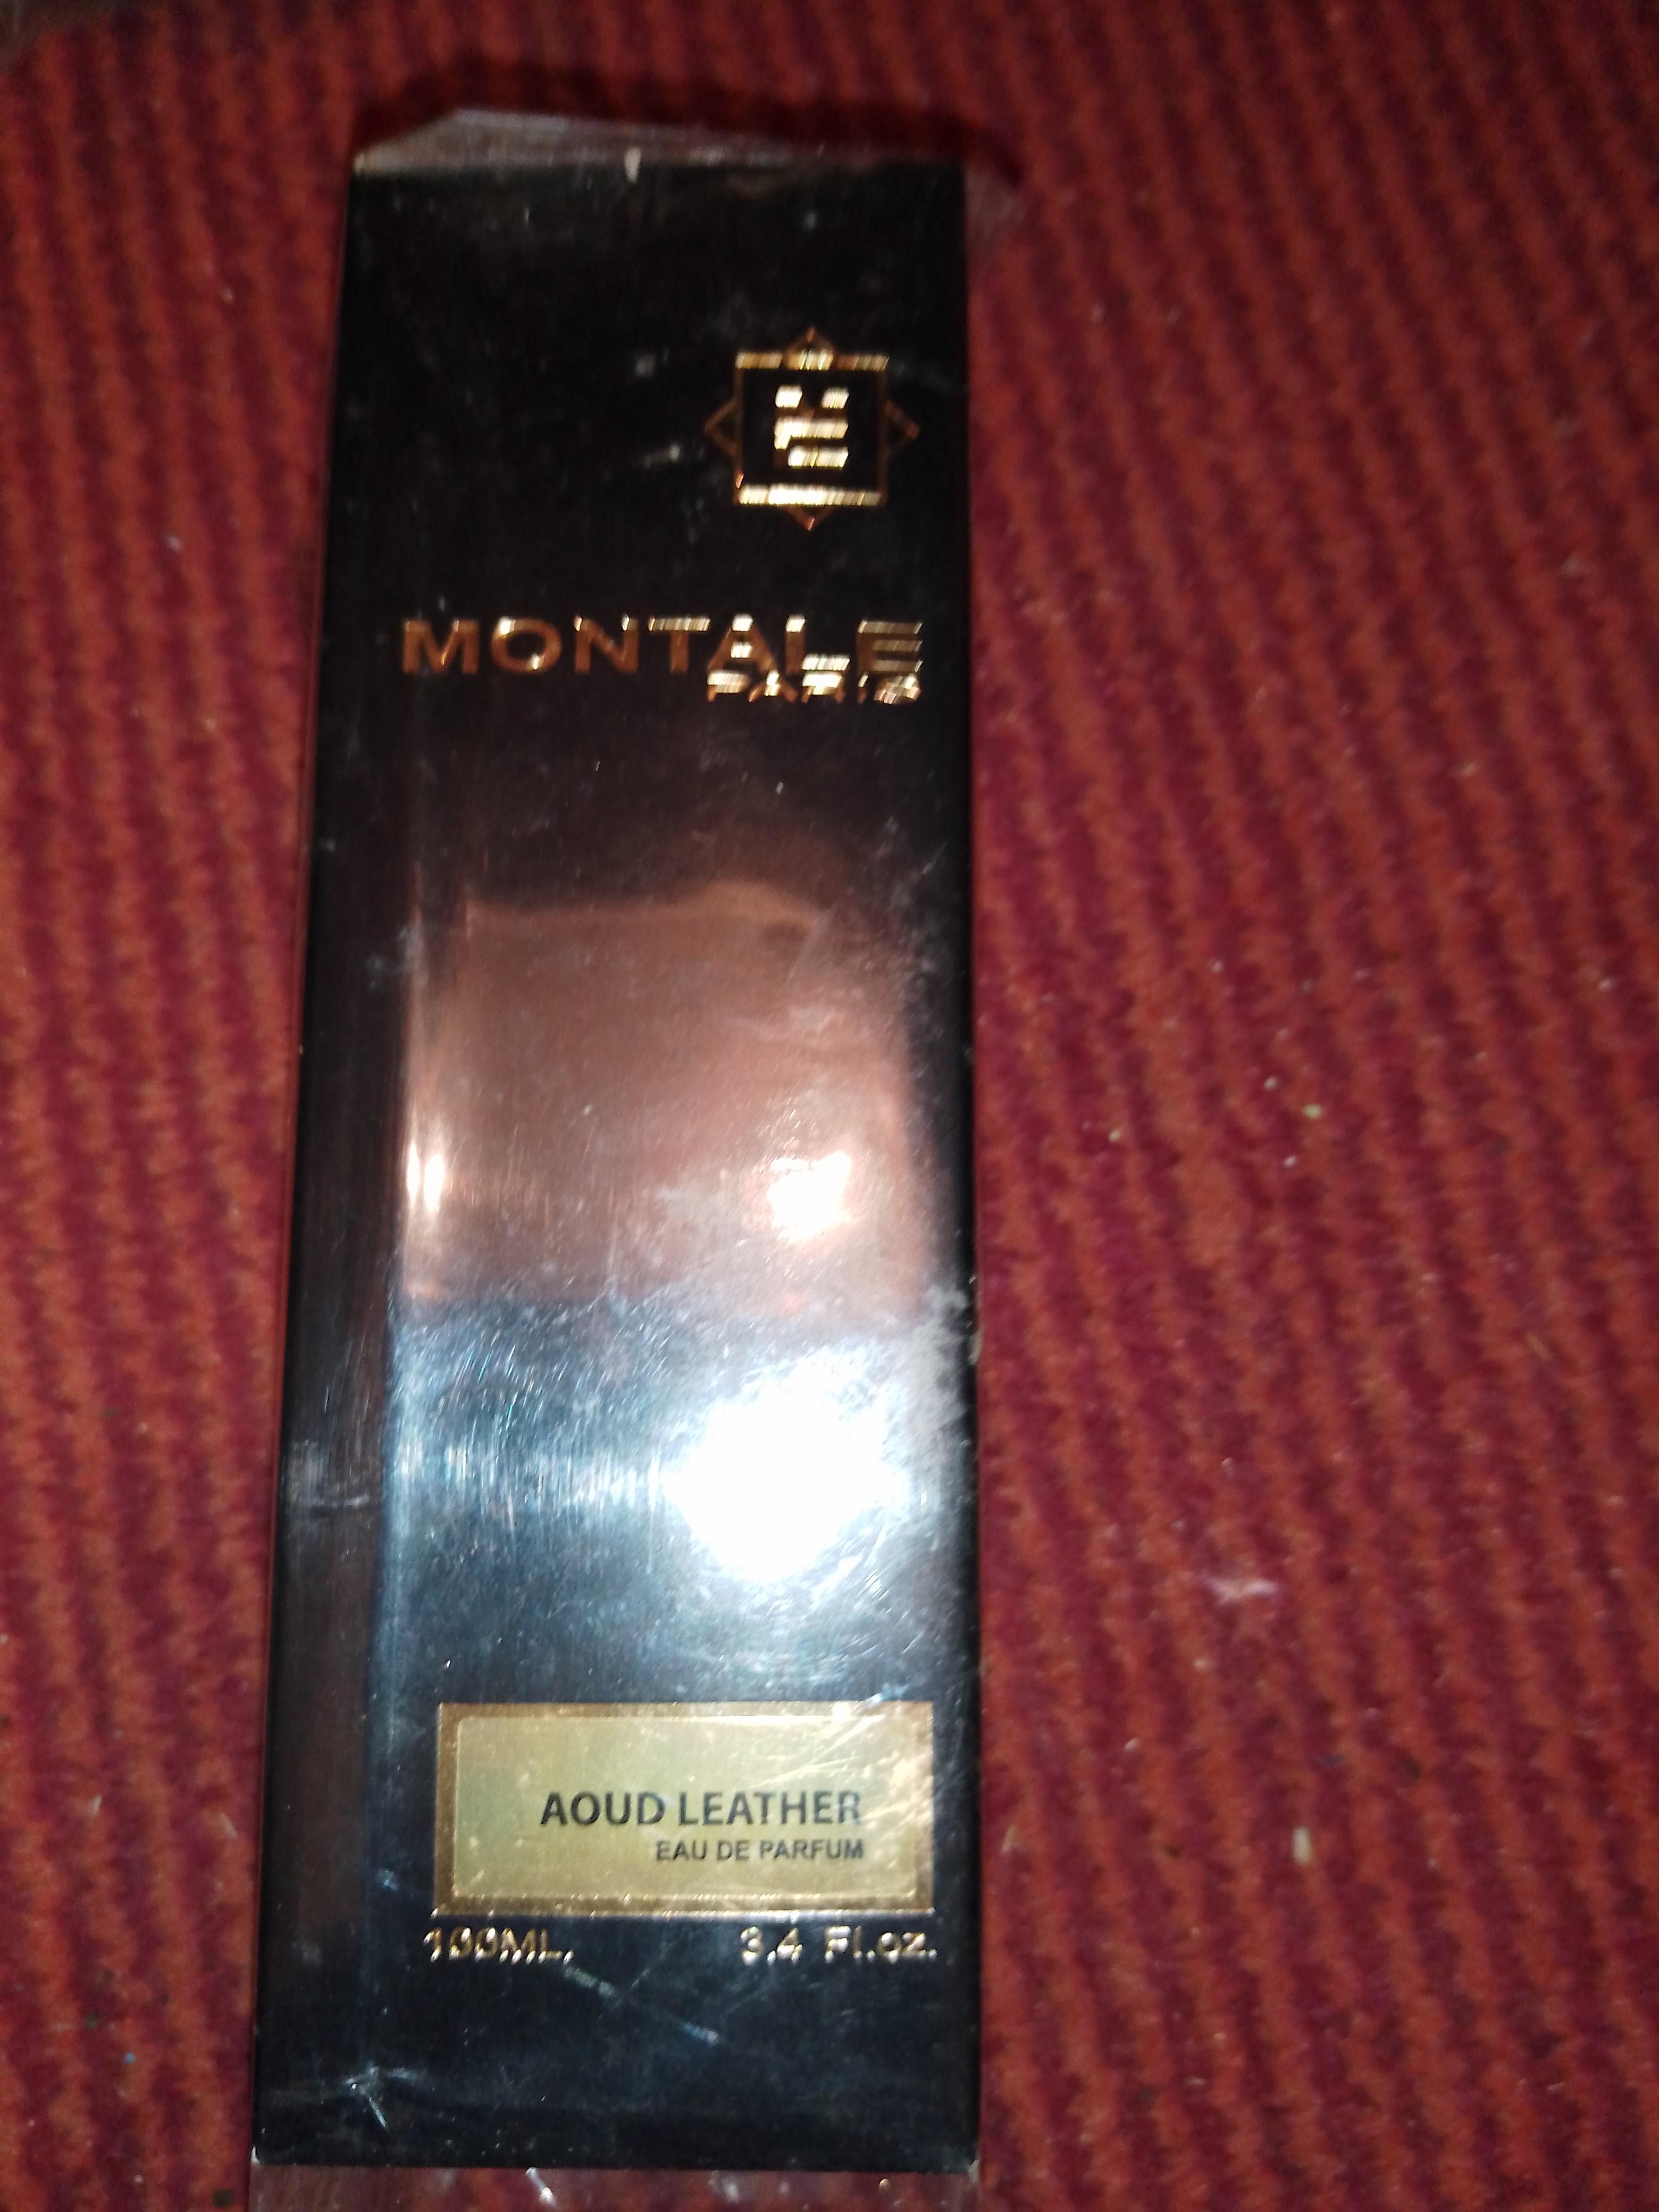 MONTALE
PARIS
AOUD LEATHER
EAU DE PARFUM
100ML. 3.4 Fl.oz.